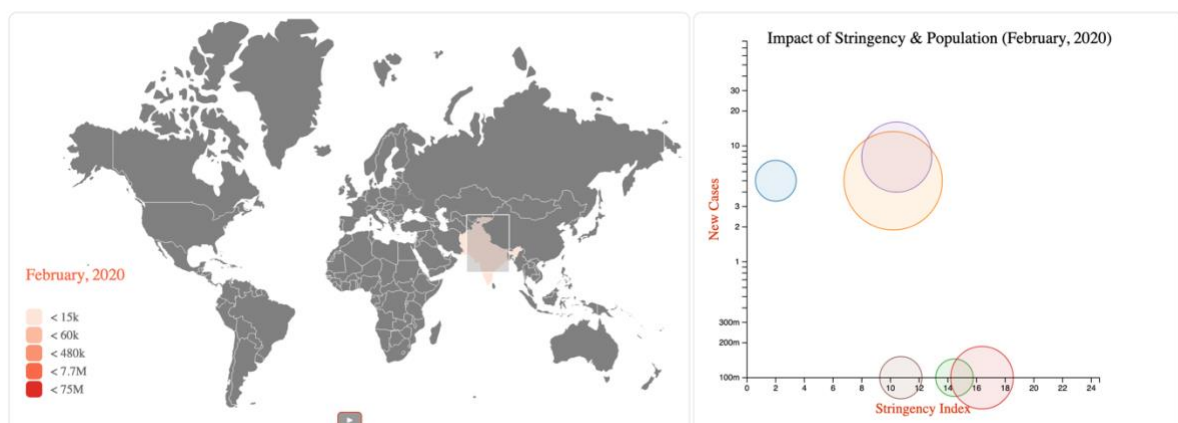 February, 2020
< 15k
< 60k
< 480k
< 7.7M
< 75M
Impact of Stringency & Population (February, 2020)
New Cases
30
20
10
3
2
1
300m
200m
100m
0 2 4 6 8 10 12 14 16 18 20 22 24
Stringency Index